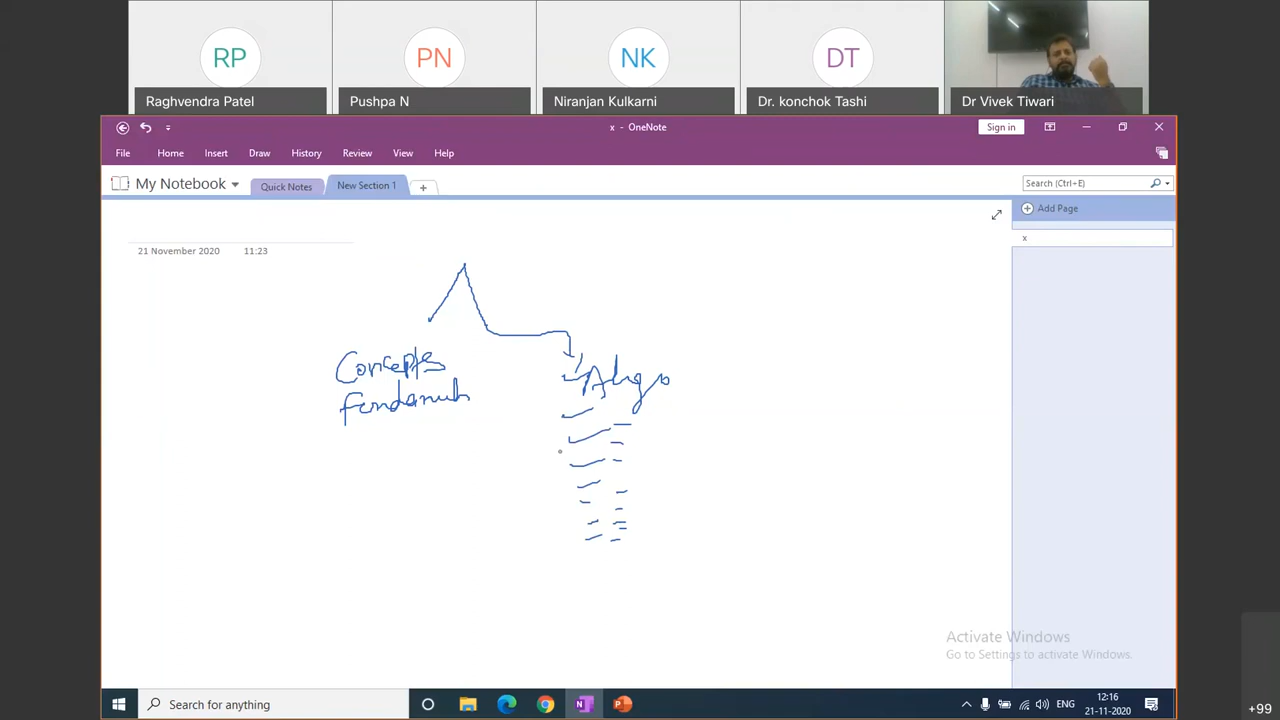 RP
PN
NK
DT
Raghvendra Patel
Pushpa N
Niranjan Kulkarni
Dr. konchok Tashi
Dr Vivek Tiwari
x - OneNote
Sign in
File Home Insert Draw History Review View Help
My Notebook
Quick Notes
New Section 1
Search (Ctrl+E)
Add Page
x
21 November 2020 11:23
Concepts
Algo
Activate Windows
Go to Settings to activate Windows.
Search for anything
ENG
12:16
21-11-2020
+99